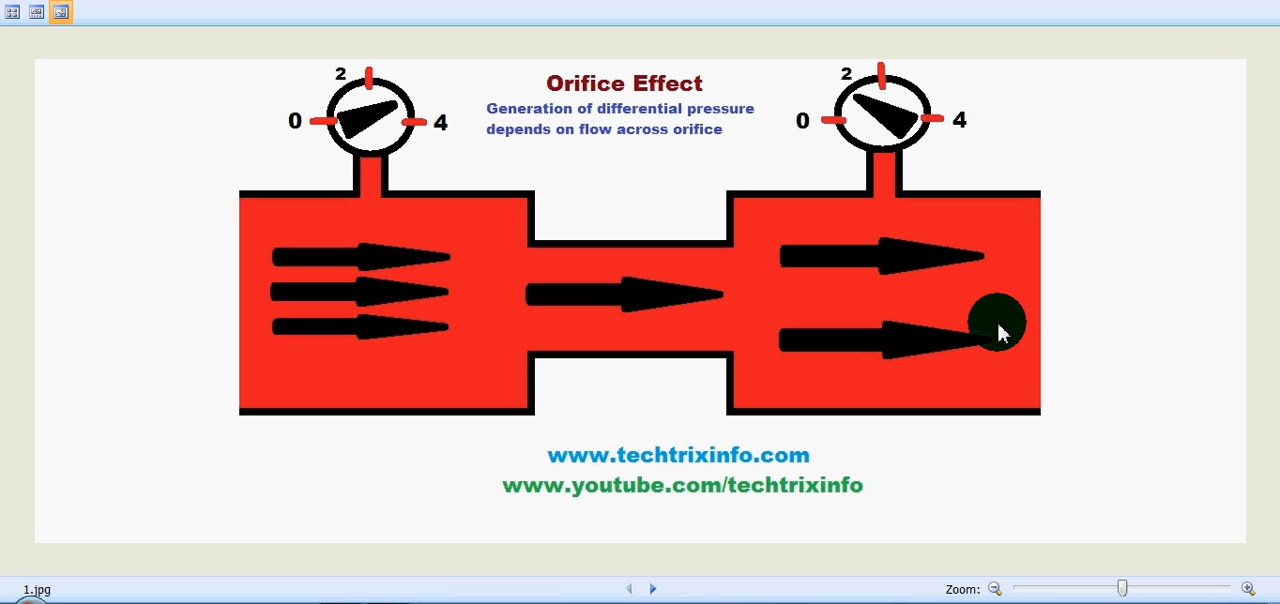 2
Orifice Effect
2
Generation of differential pressure
0
4
0
4
depends on flow across orifice
www.techtrixinfo.com
www.youtube.com/techtrixinfo
1.jpg
Zoom: